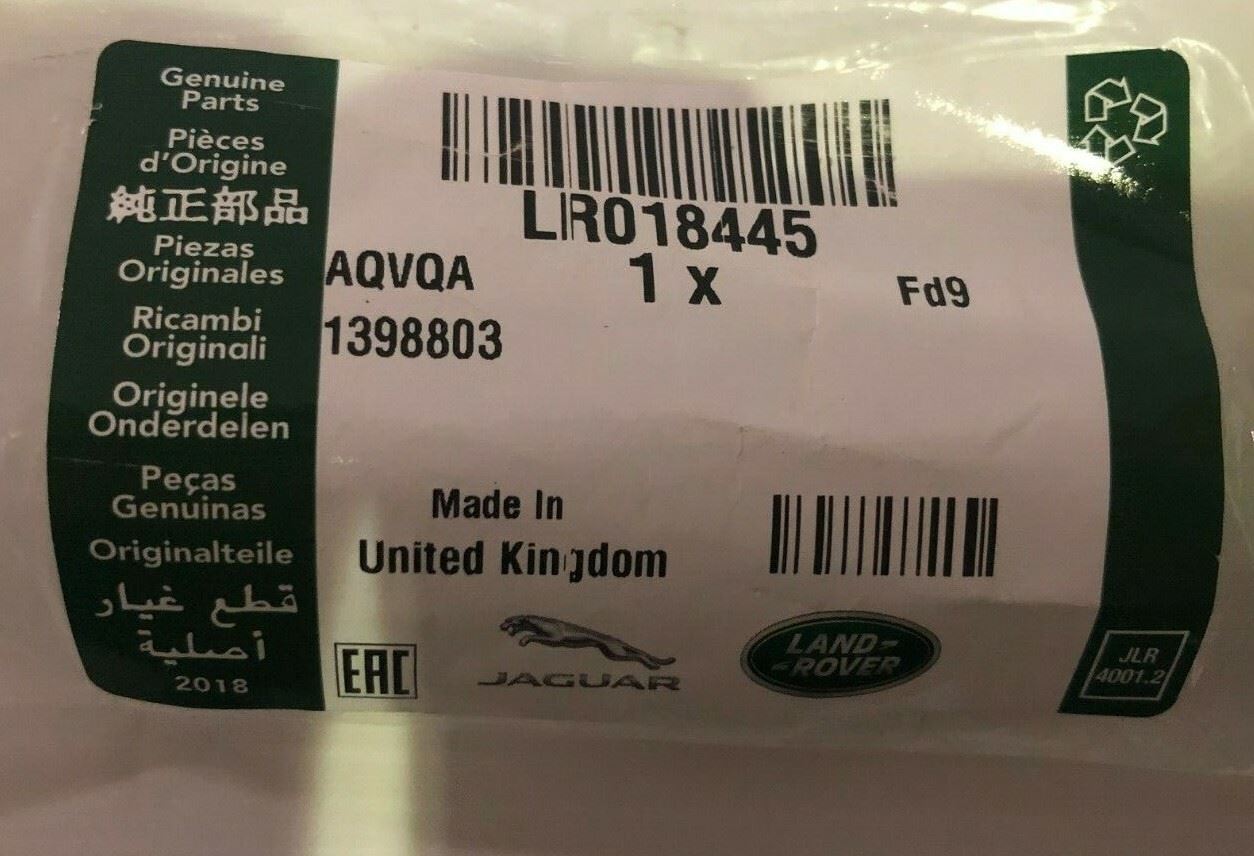 Genuine
Parts
Pièces
d'Origine
純正部品
Piezas
Originales
Ricambi
Originali
Originele
Onderdelen
Peças
Genuinas
Originalteile
قطع غيار
أصلية
2018
LR018445
AQVQA
1 x
Fd9
1398803
Made In
United Kingdom
EAC
JAGUAR
LAND-
-ROVER
JLR
4001.2